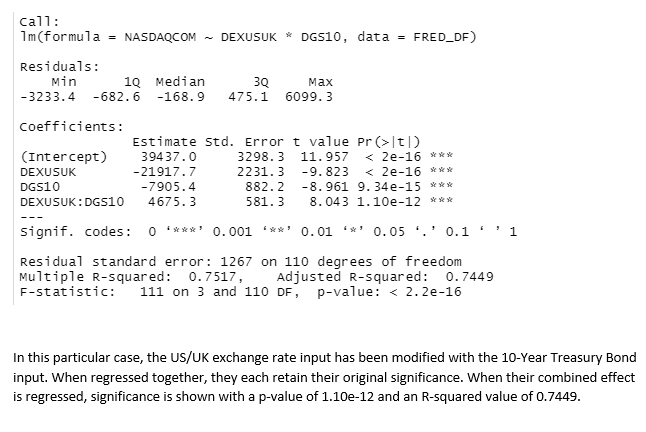 Call:
lm(formula = NASDAQCOM ~ DEXUSUK * DGS10, data = FRED_DF)
Residuals:
Min 1Q Median 3Q Max
-3233.4 -682.6 -168.9 475.1 6099.3
Coefficients:
Estimate Std. Error t value Pr(>|t|)
(Intercept) 39437.0 3298.3 11.957 < 2e-16 ***
DEXUSUK -21917.7 2231.3 -9.823 < 2e-16 ***
DGS10 -7905.4 882.2 -8.961 9.34e-15 ***
DEXUSUK:DGS10 4675.3 581.3 8.043 1.10e-12 ***
---
Signif. codes: 0 ‘***’ 0.001 ‘**’ 0.01 ‘*’ 0.05 ‘.’ 0.1 ‘ ’ 1
Residual standard error: 1267 on 110 degrees of freedom
Multiple R-squared: 0.7517, Adjusted R-squared: 0.7449
F-statistic: 111 on 3 and 110 DF, p-value: < 2.2e-16
In this particular case, the US/UK exchange rate input has been modified with the 10-Year Treasury Bond
input. When regressed together, they each retain their original significance. When their combined effect
is regressed, significance is shown with a p-value of 1.10e-12 and an R-squared value of 0.7449.